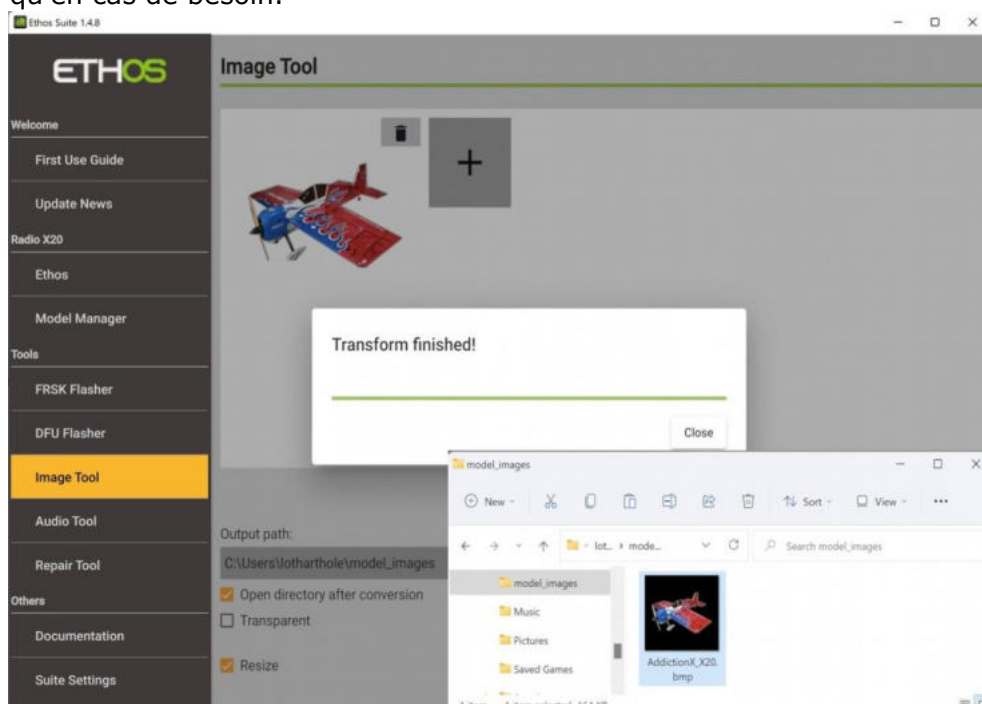 qu'en cas de besoin.
Ethos Suite 1.4.8
ETHOS
Image Tool
Welcome
First Use Guide
Update News
Radio X20
Ethos
Model Manager
Tools
FRSK Flasher
DFU Flasher
Image Tool
Audio Tool
Repair Tool
Others
Documentation
Suite Settings
Transform finished!
Close
Output path:
C:\Users\lotharthole\model_images
Open directory after conversion
Transparent
Resize
model_images
New
Sort
View
lot...
mode...
Search model_images
model_images
Music
Pictures
Saved Games
AddictionX_X20.
bmp